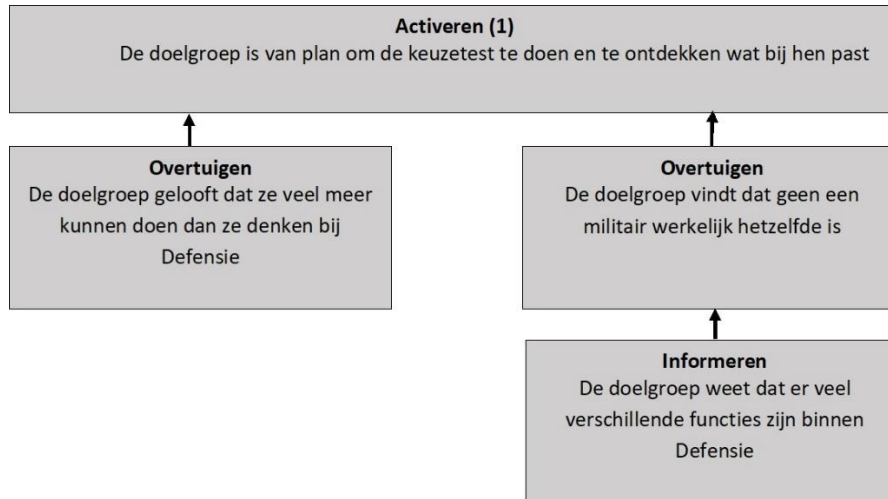 Activeren (1)
De doelgroep is van plan om de keuzetest te doen en te ontdekken wat bij hen past
Overtuigen
De doelgroep gelooft dat ze veel meer
kunnen doen dan ze denken bij
Defensie
Overtuigen
De doelgroep vindt dat geen een
militair werkelijk hetzelfde is
Informeren
De doelgroep weet dat er veel
verschillende functies zijn binnen
Defensie